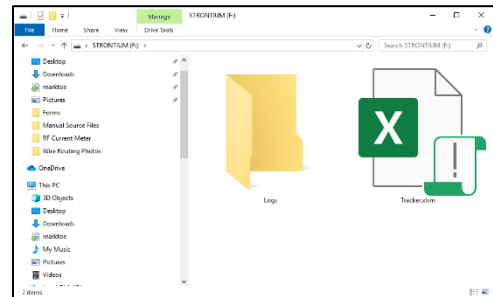 Manage
STRONTIUM (F:)
File
Home
Share
View
Drive Tools
STRONTIUM (F:)
Search STRONTIUM (F:)
Desktop
Downloads
marktoe
Pictures
Forms
Manual Source Files
RF Current Meter
Wire Routing Photos
OneDrive
This PC
3D Objects
Desktop
Downloads
marktoe
My Music
Pictures
Videos
Logs
Tracker.xlsm
2 items